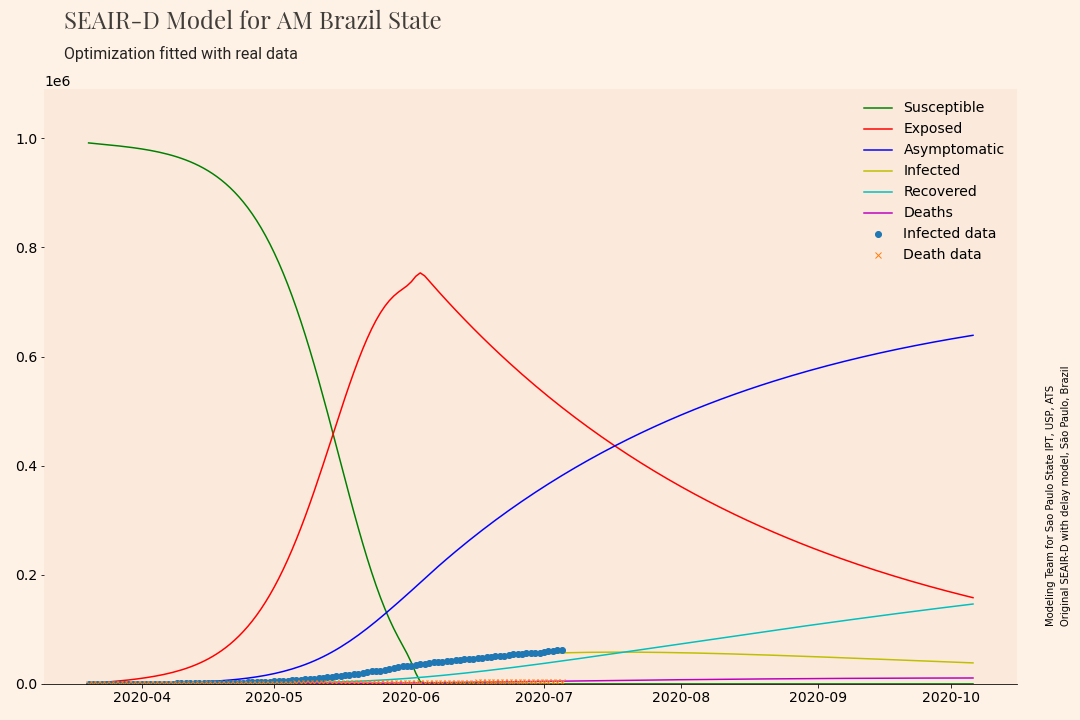 SEAIR-D Model for AM Brazil State
Optimization fitted with real data
1e6
1.0
0.8
0.6
0.4
0.2
0.0
2020-04
2020-05
2020-06
2020-07
2020-08
2020-09
2020-10
Susceptible
Exposed
Asymptomatic
Infected
Recovered
Deaths
Infected data
Death data
Modeling Team for Sao Paulo State IPT, USP, ATS
Original SEAIR-D with delay model, São Paulo, Brazil